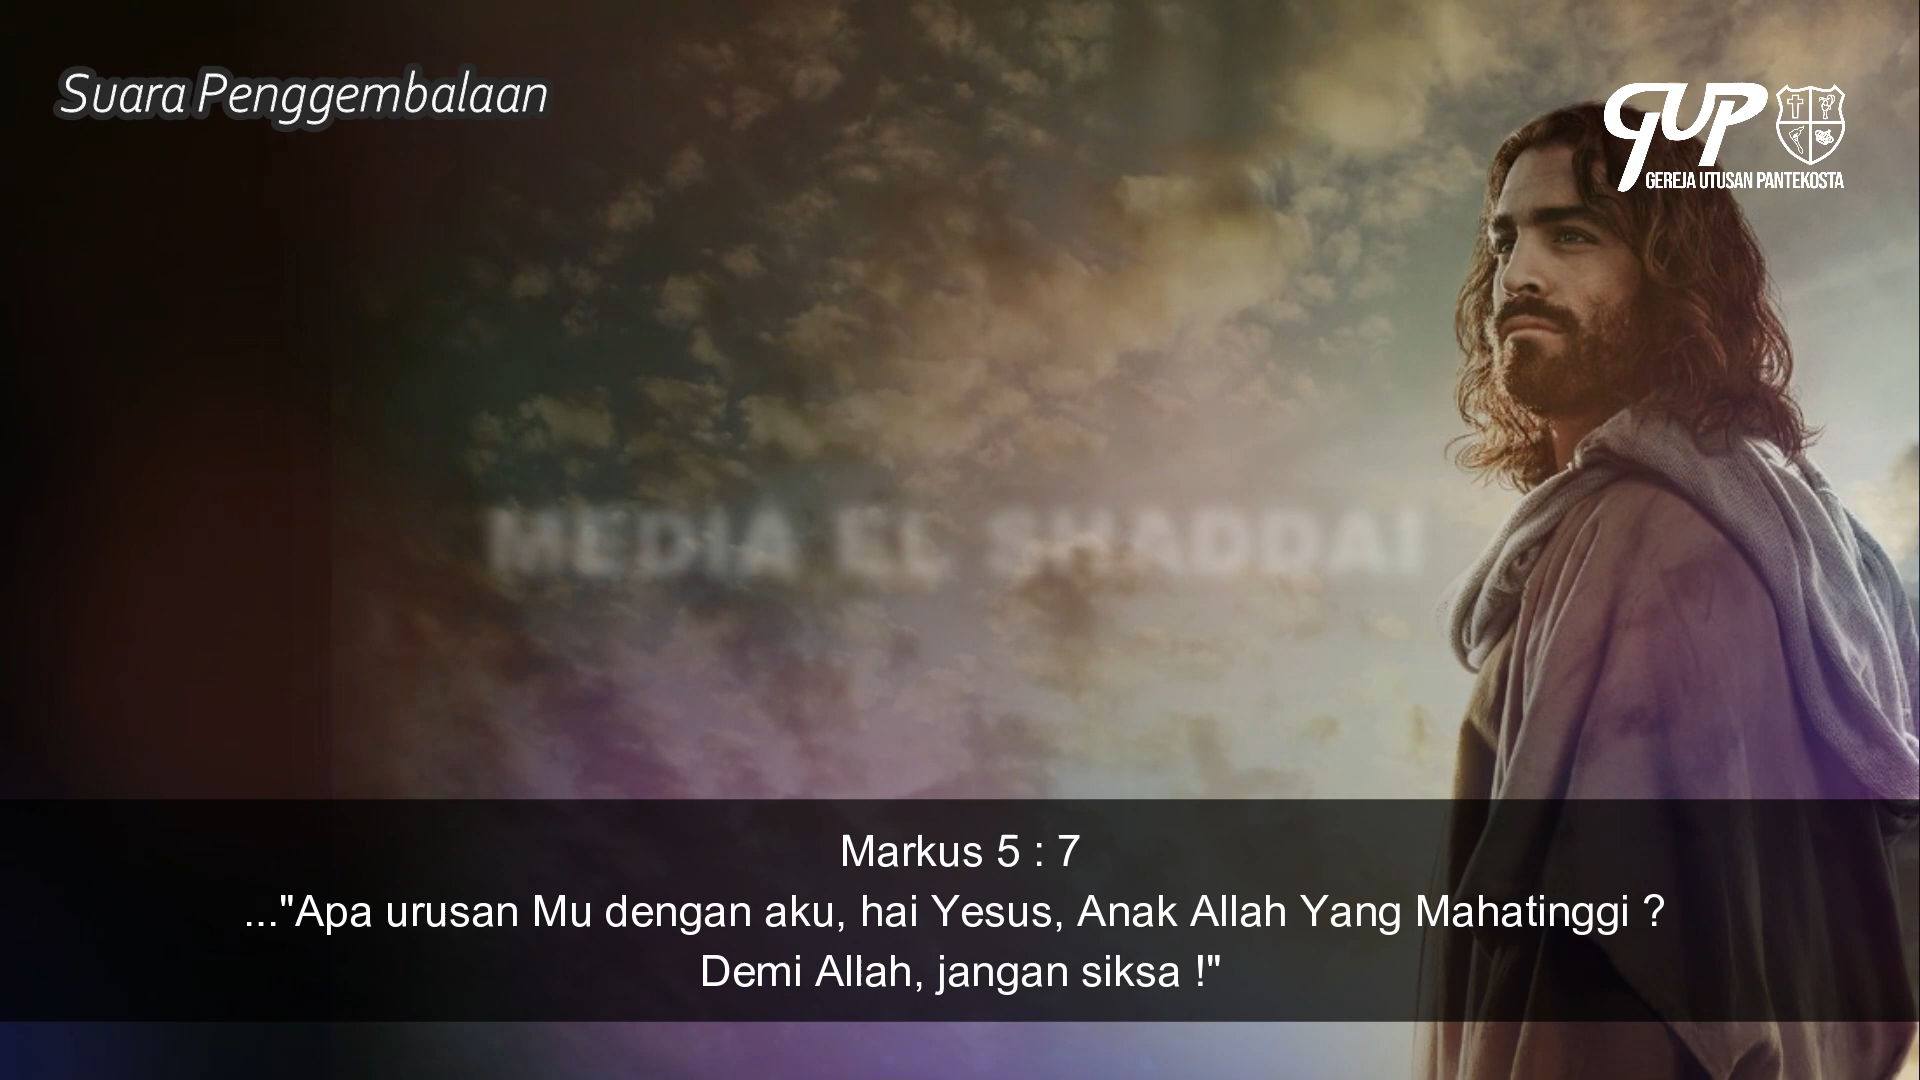 Suara Penggembalaan
GUP
GEREJA UTUSAN PANTEKOSTA
MEDIA EL SHADDAI
Markus 5 : 7
..."Apa urusan Mu dengan aku, hai Yesus, Anak Allah Yang Mahatinggi ?
Demi Allah, jangan siksa !"